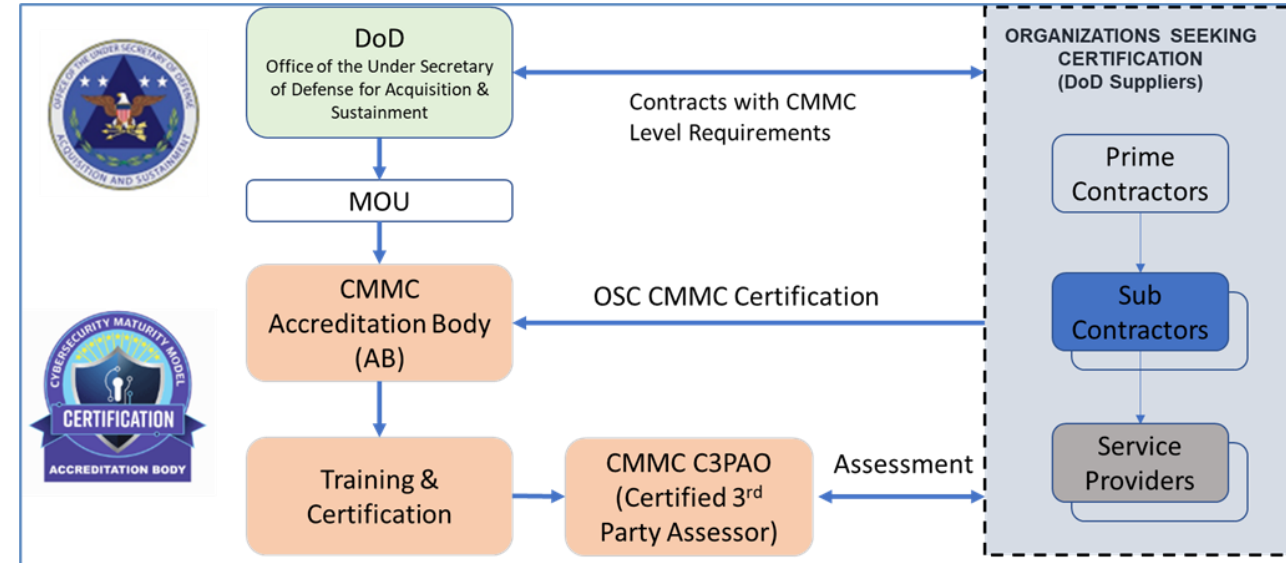 DoD
Office of the Under Secretary
of Defense for Acquisition &
Sustainment
OFFICE OF THE UNDER SECRETARY OF DEFENSE
ACQUISITION AND SUSTAINMENT
Contracts with CMMC
Level Requirements
ORGANIZATIONS SEEKING
CERTIFICATION
(DoD Suppliers)
Prime
Contractors
MOU
CMMC
Accreditation Body
(AB)
OSC CMMC Certification
Sub
Contractors
CYBERSECURITY MATURITY MODEL
CERTIFICATION
ACCREDITATION BODY
Training &
Certification
CMMC C3PAO
(Certified 3rd
Party Assessor)
Assessment
Service
Providers